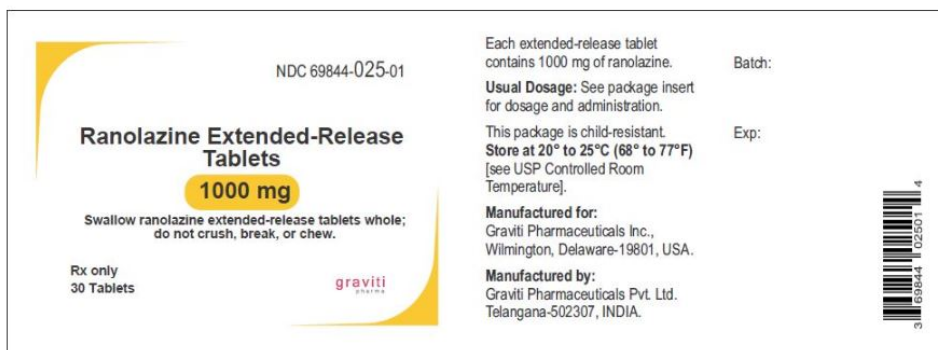 NDC 69844-025-01
Ranolazine Extended-Release
Tablets
1000 mg
Swallow ranolazine extended-release tablets whole;
do not crush, break, or chew.
Rx only
30 Tablets
graviti
pharma
Each extended-release tablet
contains 1000 mg of ranolazine.
Usual Dosage: See package insert
for dosage and administration.
This package is child-resistant.
Store at 20° to 25°C (68° to 77°F)
[see USP Controlled Room
Temperature].
Manufactured for:
Graviti Pharmaceuticals Inc.,
Wilmington, Delaware-19801, USA.
Manufactured by:
Graviti Pharmaceuticals Pvt. Ltd.
Telangana-502307, INDIA.
Batch:
Exp:
3 69844 02501 4